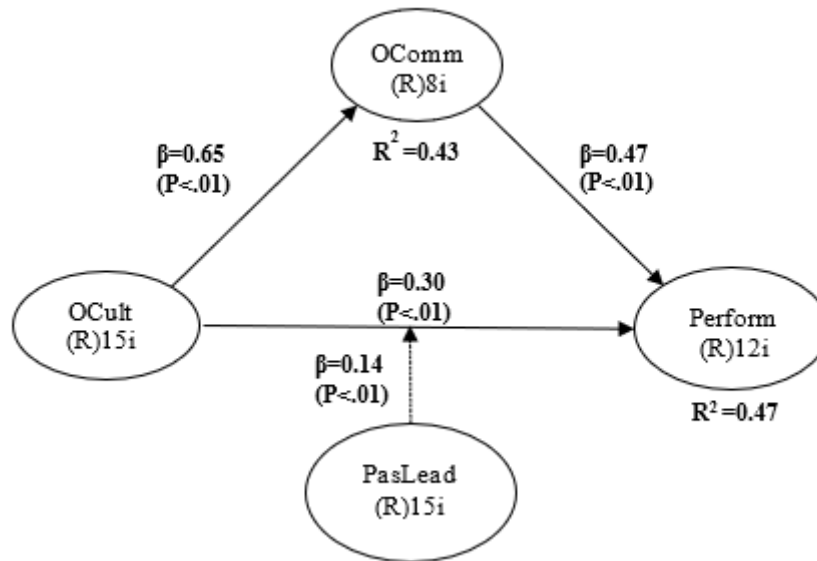 OComm
(R)8i
R² =0.43
β=0.65
(P<.01)
β=0.47
(P<.01)
OCult
(R)15i
β=0.30
(P<.01)
Perform
(R)12i
R² =0.47
β=0.14
(P<.01)
PasLead
(R)15i